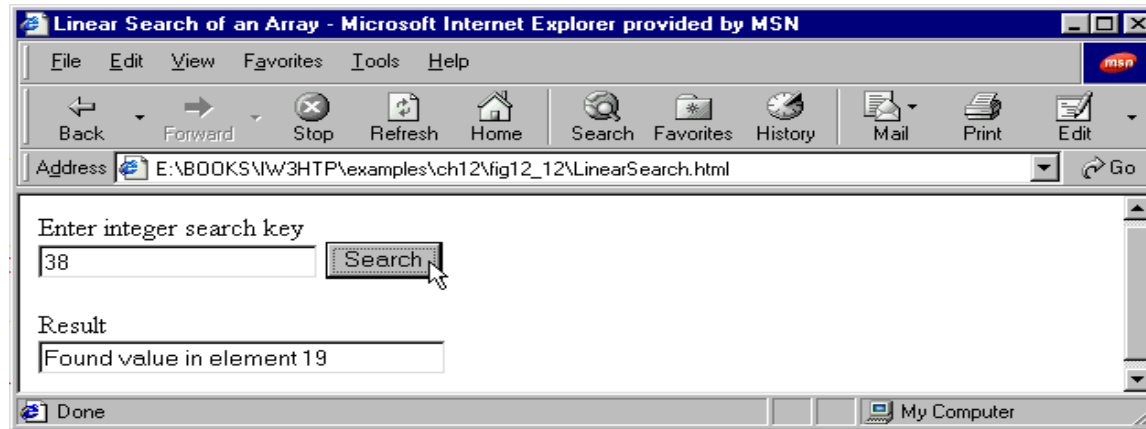 Linear Search of an Array - Microsoft Internet Explorer provided by MSN
File Edit View Favorites Tools Help
msn
Back Forward Stop Refresh Home Search Favorites History Mail Print Edit
Address E:\BOOKS\IW3HTP\examples\ch12\fig12_12\LinearSearch.html Go
Enter integer search key
38 Search
Result
Found value in element 19
Done My Computer